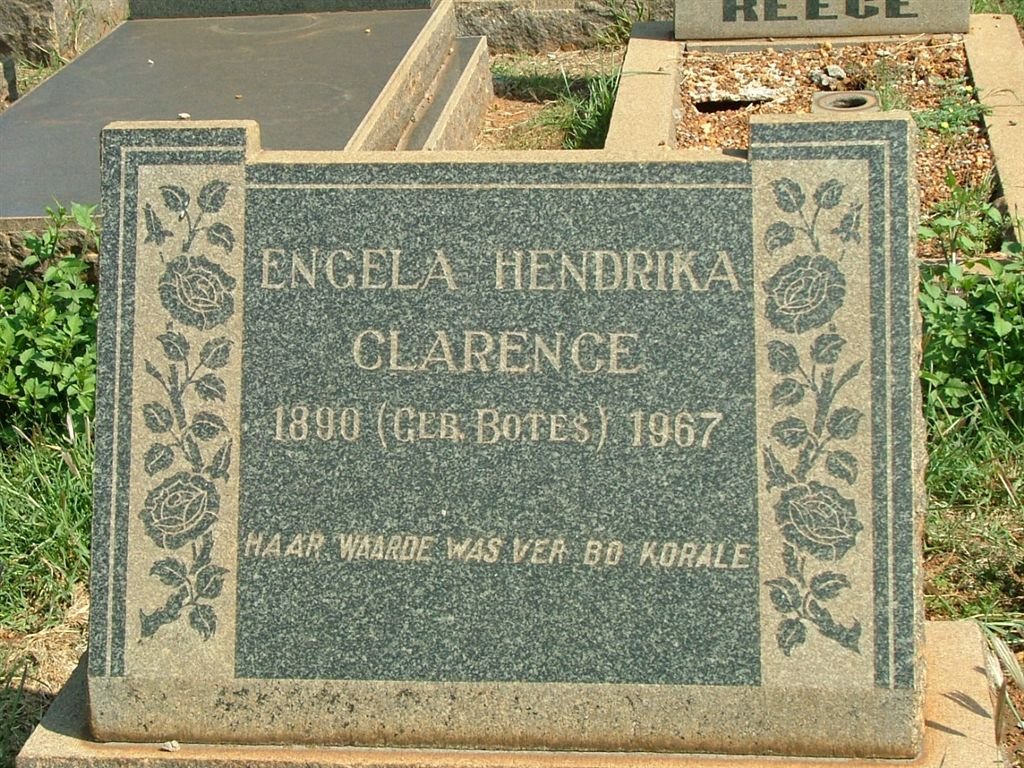 REECE
ENGELA HENDRIKA
CLARENCE
1890 (GEB. BOTES) 1967
HAAR WAARDE WAS VER BO KORALE